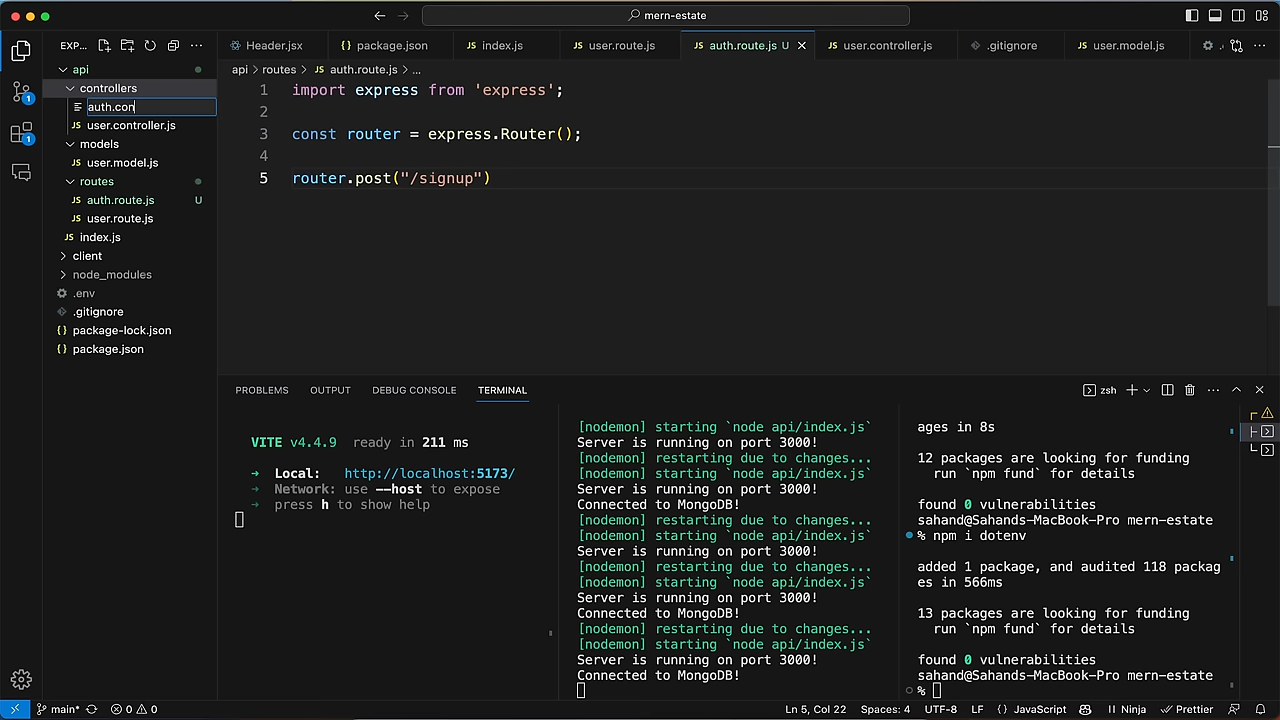 mern-estate
EXP...
Header.jsx
package.json
index.js
user.route.js
auth.route.js U
user.controller.js
.gitignore
user.model.js
api > routes > JS auth.route.js > ...
api
controllers
auth.con
JS user.controller.js
models
JS user.model.js
routes
JS auth.route.js U
JS user.route.js
JS index.js
client
node_modules
.env
.gitignore
{} package-lock.json
{} package.json
1 import express from 'express';
2
3 const router = express.Router();
4
5 router.post("/signup")
PROBLEMS OUTPUT DEBUG CONSOLE TERMINAL
zsh
VITE v4.4.9 ready in 211 ms
➜ Local: http://localhost:5173/
➜ Network: use --host to expose
➜ press h to show help
[nodemon] starting `node api/index.js`
Server is running on port 3000!
[nodemon] restarting due to changes...
[nodemon] starting `node api/index.js`
Server is running on port 3000!
Connected to MongoDB!
[nodemon] restarting due to changes...
[nodemon] starting `node api/index.js`
Server is running on port 3000!
[nodemon] restarting due to changes...
[nodemon] starting `node api/index.js`
Server is running on port 3000!
Connected to MongoDB!
[nodemon] restarting due to changes...
[nodemon] starting `node api/index.js`
Server is running on port 3000!
Connected to MongoDB!
ages in 8s
12 packages are looking for funding
run `npm fund` for details
found 0 vulnerabilities
sahand@Sahands-MacBook-Pro mern-estate
% npm i dotenv
added 1 package, and audited 118 packag
es in 566ms
13 packages are looking for funding
run `npm fund` for details
found 0 vulnerabilities
sahand@Sahands-MacBook-Pro mern-estate
%
1
1
main* 0 0
Ln 5, Col 22 Spaces: 4 UTF-8 LF {} JavaScript Ninja Prettier